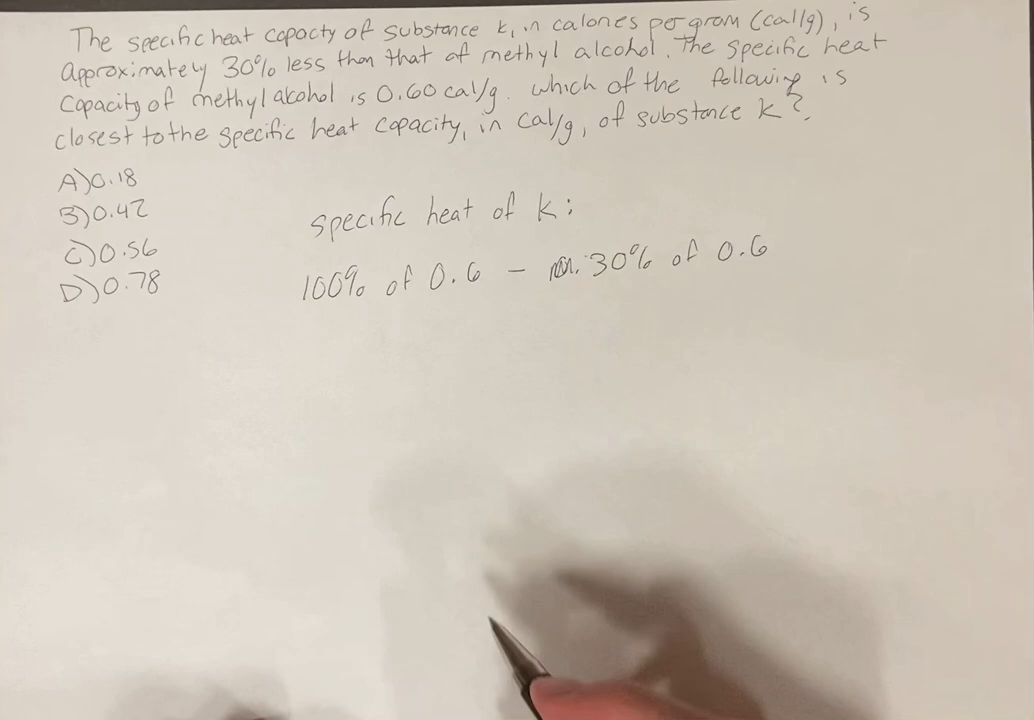 The specific heat capacty of substance k, in calories per gram (cal/g), is
Approximately 30% less than that of methyl alcohol. The specific heat
Capacity of methyl alcohol is 0.60 cal/g. Which of the following is
closest to the specific heat capacity, in cal/g, of substance k?
A) 0.18
B) 0.42
C) 0.56
D) 0.78
specific heat of k:
100% of 0.6 - 30% of 0.6